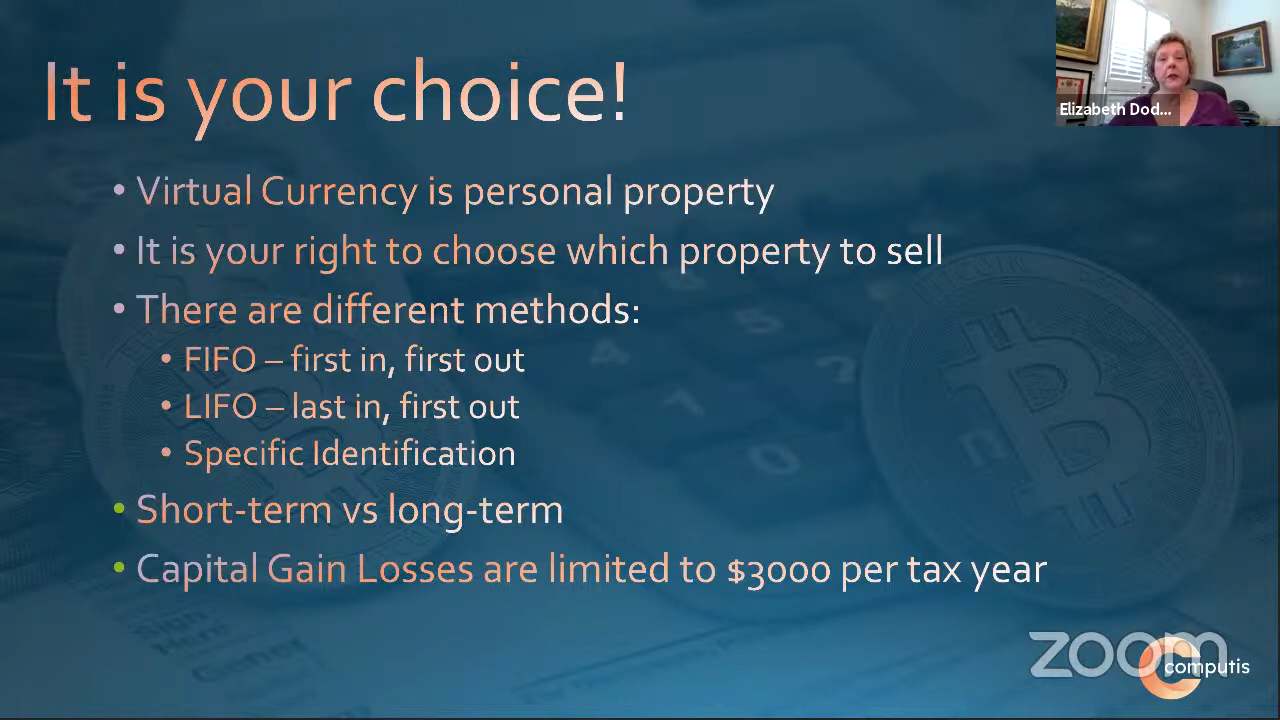 It is your choice!
Elizabeth Dod...
• Virtual Currency is personal property
• It is your right to choose which property to sell
• There are different methods:
• FIFO – first in, first out
• LIFO – last in, first out
• Specific Identification
• Short-term vs long-term
• Capital Gain Losses are limited to $3000 per tax year
zoom
computis